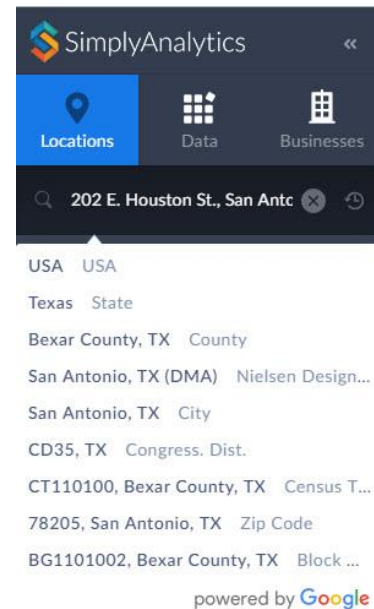 SimplyAnalytics «
Locations Data Businesses
202 E. Houston St., San Antc
USA USA
Texas State
Bexar County, TX County
San Antonio, TX (DMA) Nielsen Design...
San Antonio, TX City
CD35, TX Congress. Dist.
CT110100, Bexar County, TX Census T...
78205, San Antonio, TX Zip Code
BG1101002, Bexar County, TX Block ...
powered by Google